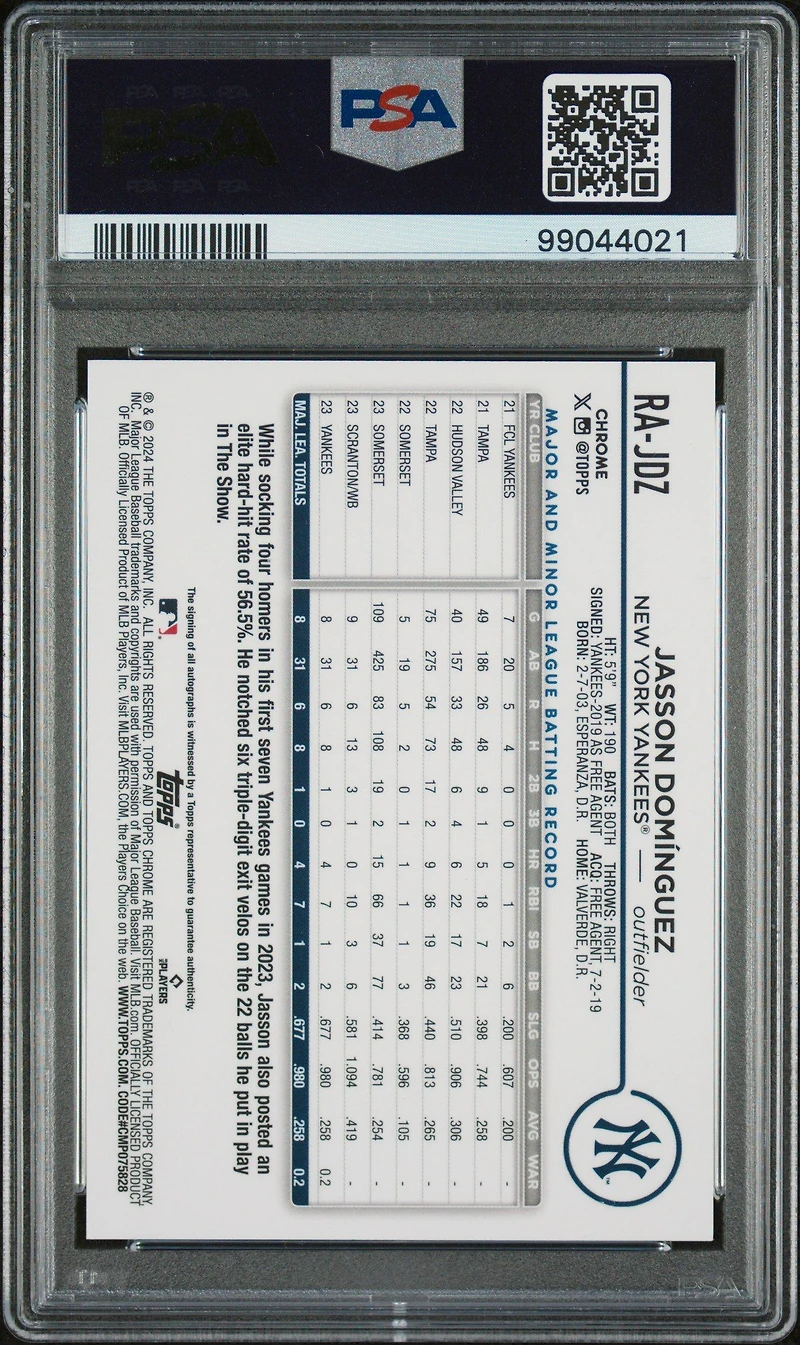 PSA
99044021
RA-JDZ
JASSON DOMÍNGUEZ
NEW YORK YANKEES® — outfielder
HT: 5'9" WT: 190 BATS: BOTH THROWS: RIGHT
SIGNED: YANKEES-2019 AS FREE AGENT ACQ: FREE AGENT, 7-2-19
BORN: 2-7-03, ESPERANZA, D.R. HOME: VALVERDE, D.R.
CHROME
@TOPPS
NY™
MAJOR AND MINOR LEAGUE BATTING RECORD
YR CLUB G AB R H 2B 3B HR RBI SB BB SLG OPS AVG WAR
21 FCL YANKEES 7 20 5 4 0 0 0 1 2 6 .200 .607 .200 -
21 TAMPA 49 186 26 48 9 1 5 18 7 21 .398 .744 .258 -
22 HUDSON VALLEY 40 157 33 48 6 4 6 22 17 23 .510 .906 .306 -
22 TAMPA 75 275 54 73 17 2 9 36 19 46 .440 .813 .265 -
22 SOMERSET 5 19 5 2 0 1 1 1 1 3 .368 .596 .105 -
23 SOMERSET 109 425 83 108 19 2 15 66 37 77 .414 .781 .254 -
23 SCRANTON/WB 9 31 6 13 3 1 0 10 3 6 .581 1.094 .419 -
23 YANKEES 8 31 6 8 1 0 4 7 1 2 .677 .980 .258 0.2
MAJ. LEA. TOTALS 8 31 6 8 1 0 4 7 1 2 .677 .980 .258 0.2
While socking four homers in his first seven Yankees games in 2023, Jasson also posted an
elite hard-hit rate of 56.5%. He notched six triple-digit exit velos on the 22 balls he put in play
in The Show.
The signing of all autographs is witnessed by a Topps representative to guarantee authenticity.
topps®
PLAYERS
® & © 2024 THE TOPPS COMPANY, INC. ALL RIGHTS RESERVED. TOPPS AND TOPPS CHROME ARE REGISTERED TRADEMARKS OF THE TOPPS COMPANY,
INC. Major League Baseball trademarks and copyrights are used with permission of Major League Baseball. Visit MLB.com. OFFICIALLY LICENSED PRODUCT
OF MLB Players, Inc. Visit MLBPLAYERS.COM, the Players Choice on the web. WWW.TOPPS.COM. CODE#CMP075828
PSA